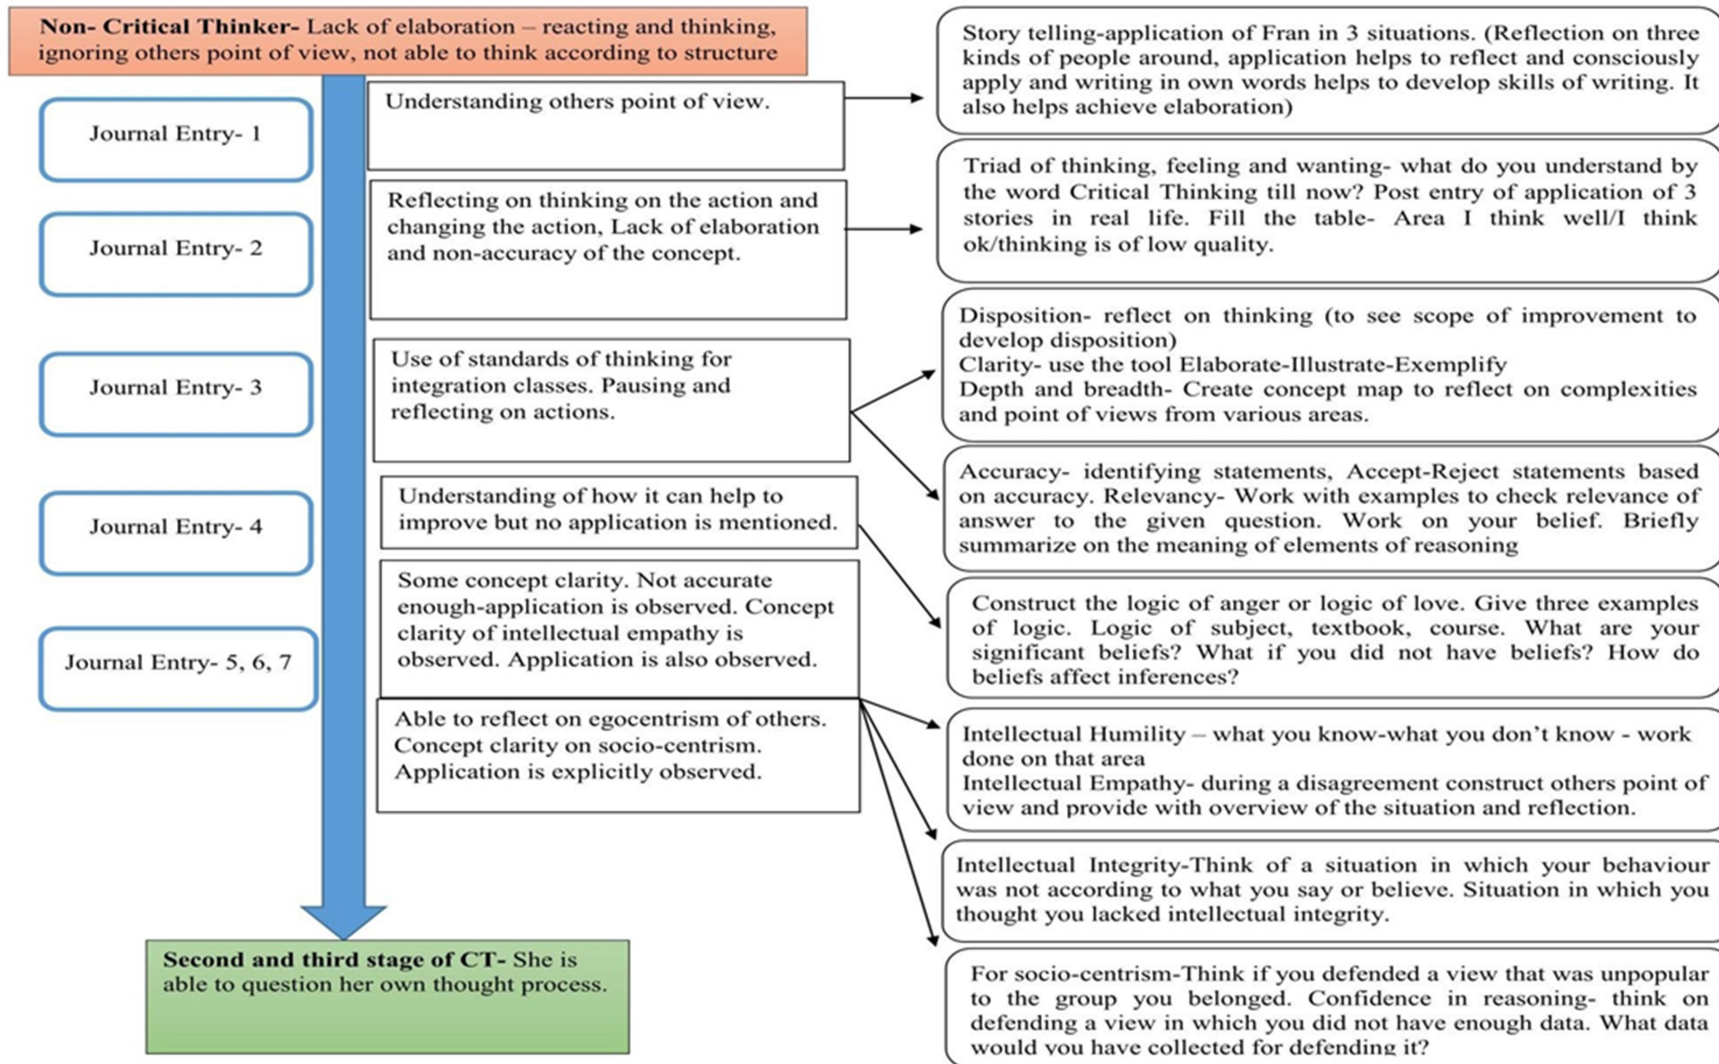 Non- Critical Thinker- Lack of elaboration – reacting and thinking,
ignoring others point of view, not able to think according to structure
Journal Entry- 1
Understanding others point of view.
Story telling-application of Fran in 3 situations. (Reflection on three
kinds of people around, application helps to reflect and consciously
apply and writing in own words helps to develop skills of writing. It
also helps achieve elaboration)
Journal Entry- 2
Reflecting on thinking on the action and
changing the action, Lack of elaboration
and non-accuracy of the concept.
Triad of thinking, feeling and wanting- what do you understand by
the word Critical Thinking till now? Post entry of application of 3
stories in real life. Fill the table- Area I think well/I think
ok/thinking is of low quality.
Journal Entry- 3
Use of standards of thinking for
integration classes. Pausing and
reflecting on actions.
Disposition- reflect on thinking (to see scope of improvement to
develop disposition)
Clarity- use the tool Elaborate-Illustrate-Exemplify
Depth and breadth- Create concept map to reflect on complexities
and point of views from various areas.
Accuracy- identifying statements, Accept-Reject statements based
on accuracy. Relevancy- Work with examples to check relevance of
answer to the given question. Work on your belief. Briefly
summarize on the meaning of elements of reasoning
Journal Entry- 4
Understanding of how it can help to
improve but no application is mentioned.
Construct the logic of anger or logic of love. Give three examples
of logic. Logic of subject, textbook, course. What are your
significant beliefs? What if you did not have beliefs? How do
beliefs affect inferences?
Journal Entry- 5, 6, 7
Some concept clarity. Not accurate
enough-application is observed. Concept
clarity of intellectual empathy is
observed. Application is also observed.
Able to reflect on egocentrism of others.
Concept clarity on socio-centrism.
Application is explicitly observed.
Intellectual Humility – what you know-what you don't know - work
done on that area
Intellectual Empathy- during a disagreement construct others point of
view and provide with overview of the situation and reflection.
Intellectual Integrity-Think of a situation in which your behaviour
was not according to what you say or believe. Situation in which you
thought you lacked intellectual integrity.
For socio-centrism-Think if you defended a view that was unpopular
to the group you belonged. Confidence in reasoning- think on
defending a view in which you did not have enough data. What data
would you have collected for defending it?
Second and third stage of CT- She is
able to question her own thought process.